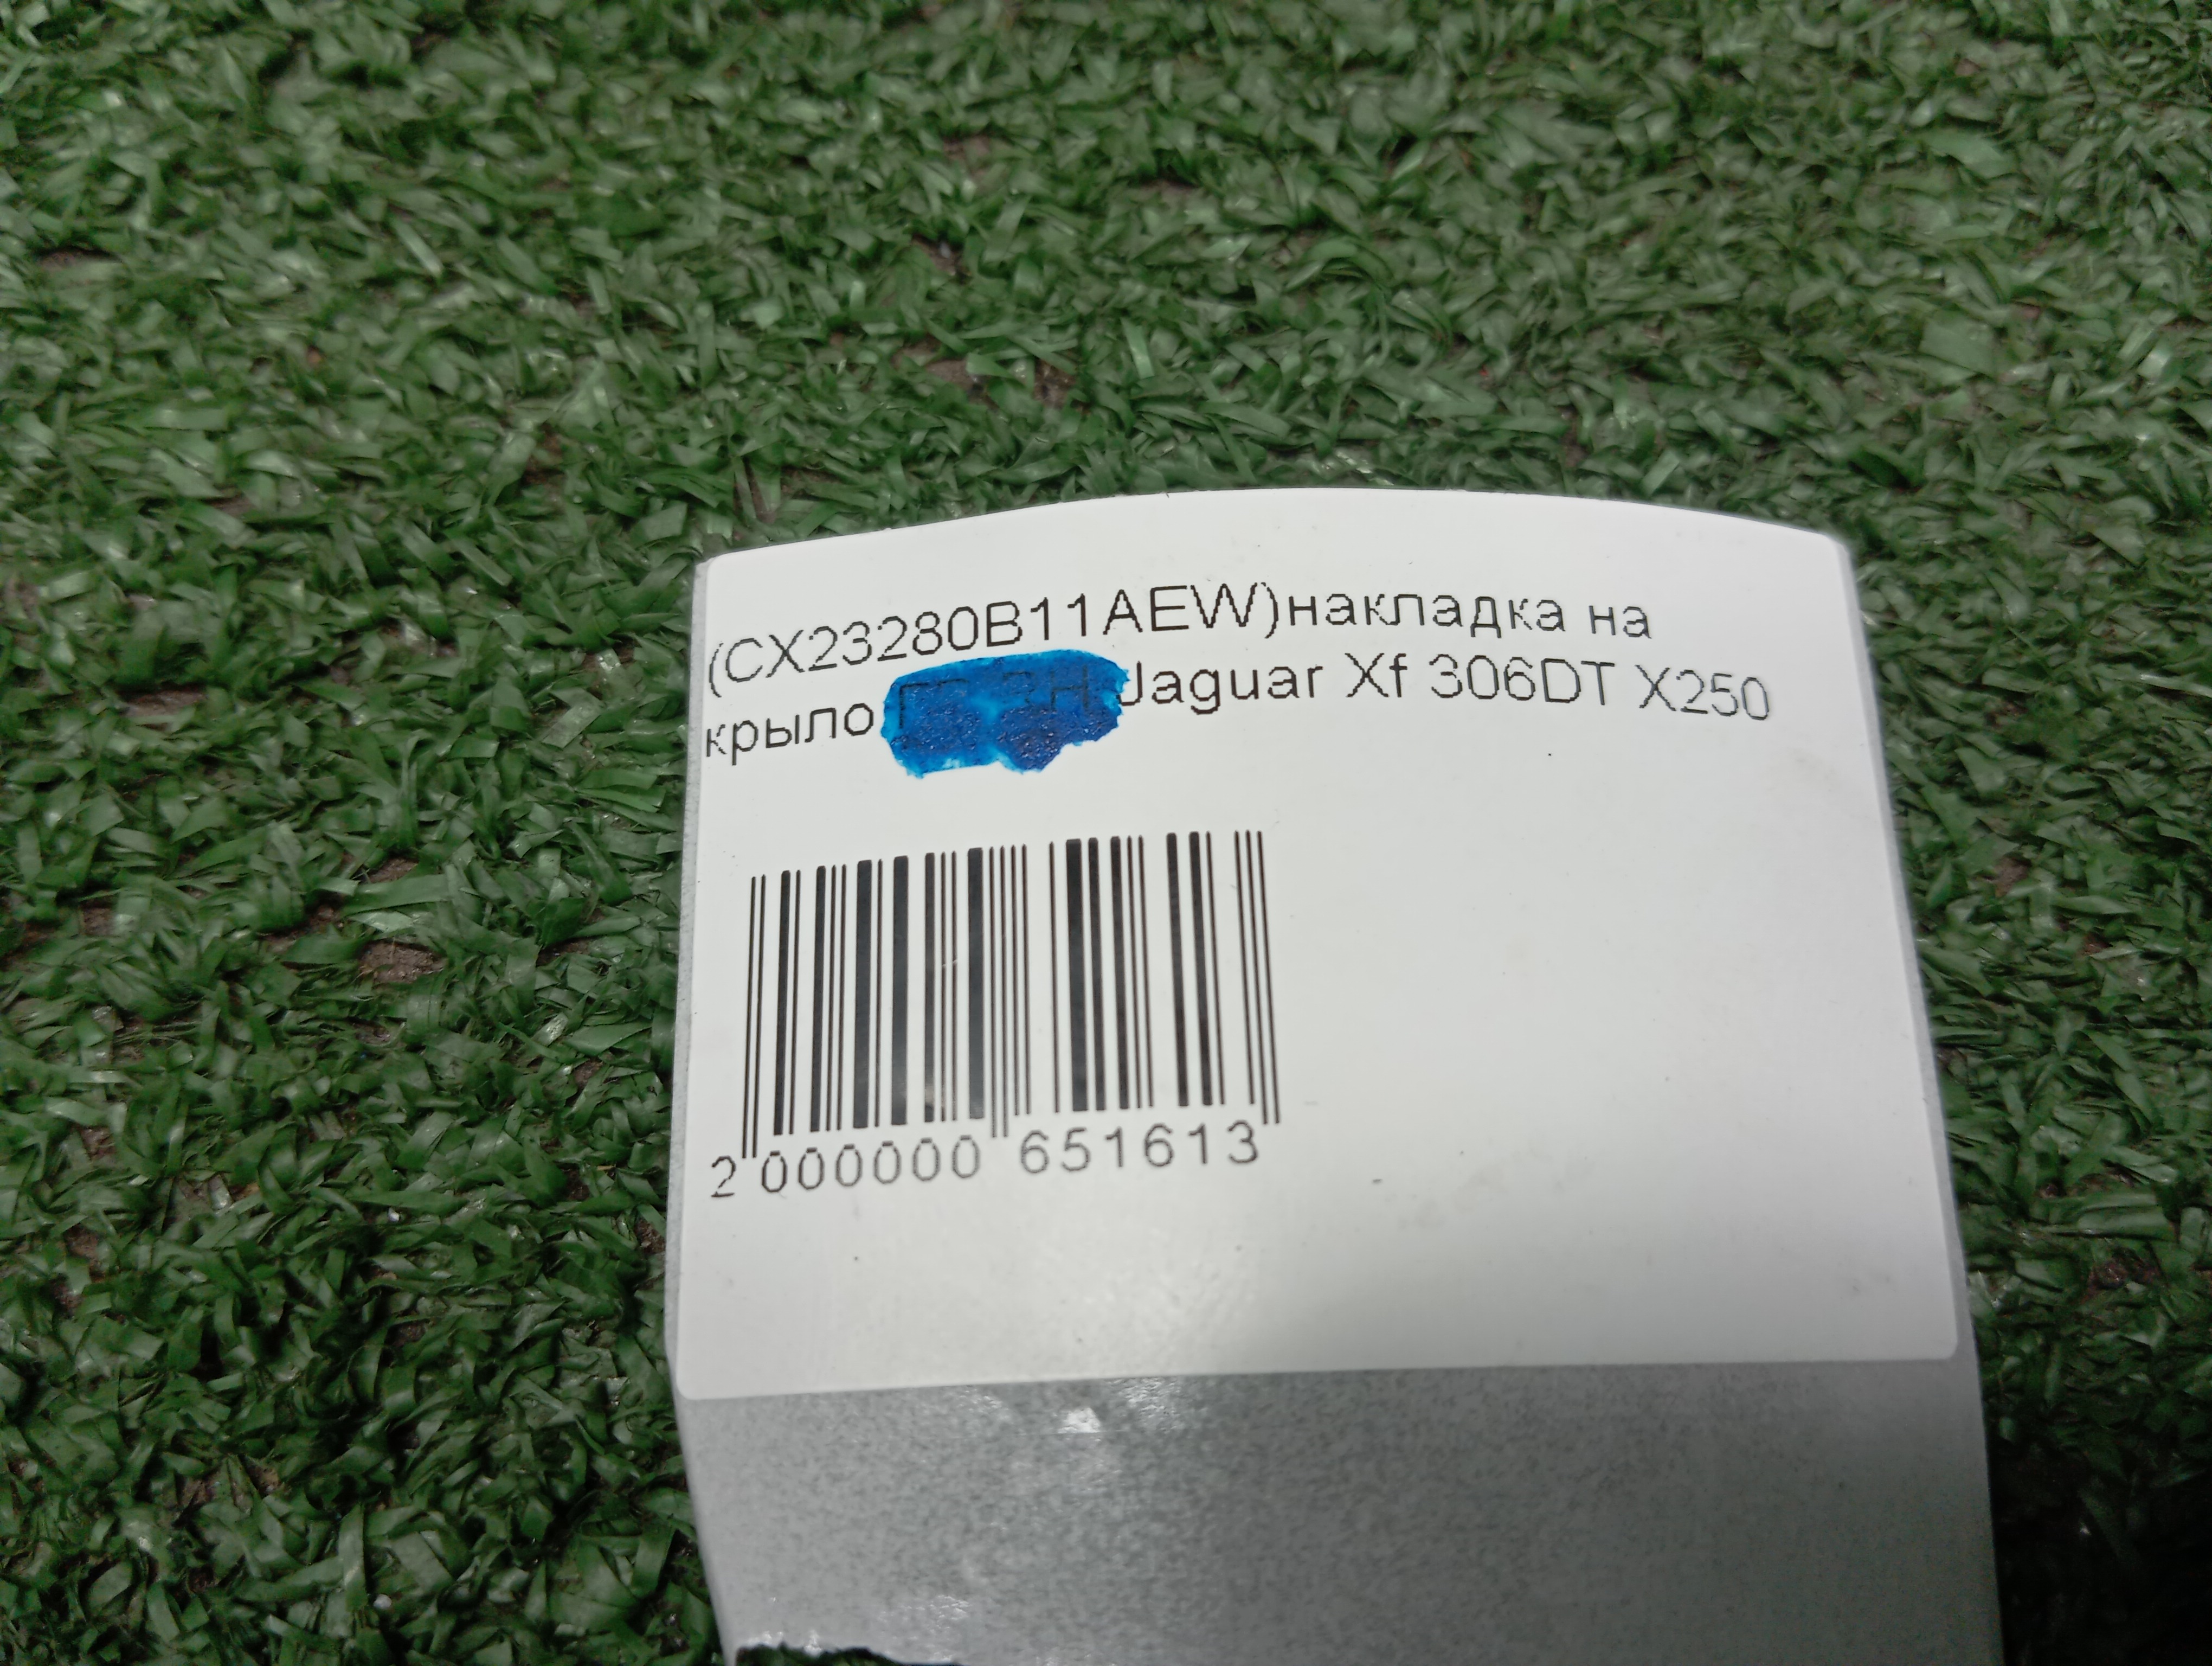 (CX23280B11AEW)накладка на
крыло Jaguar Xf 306DT X250
2 000000 651613